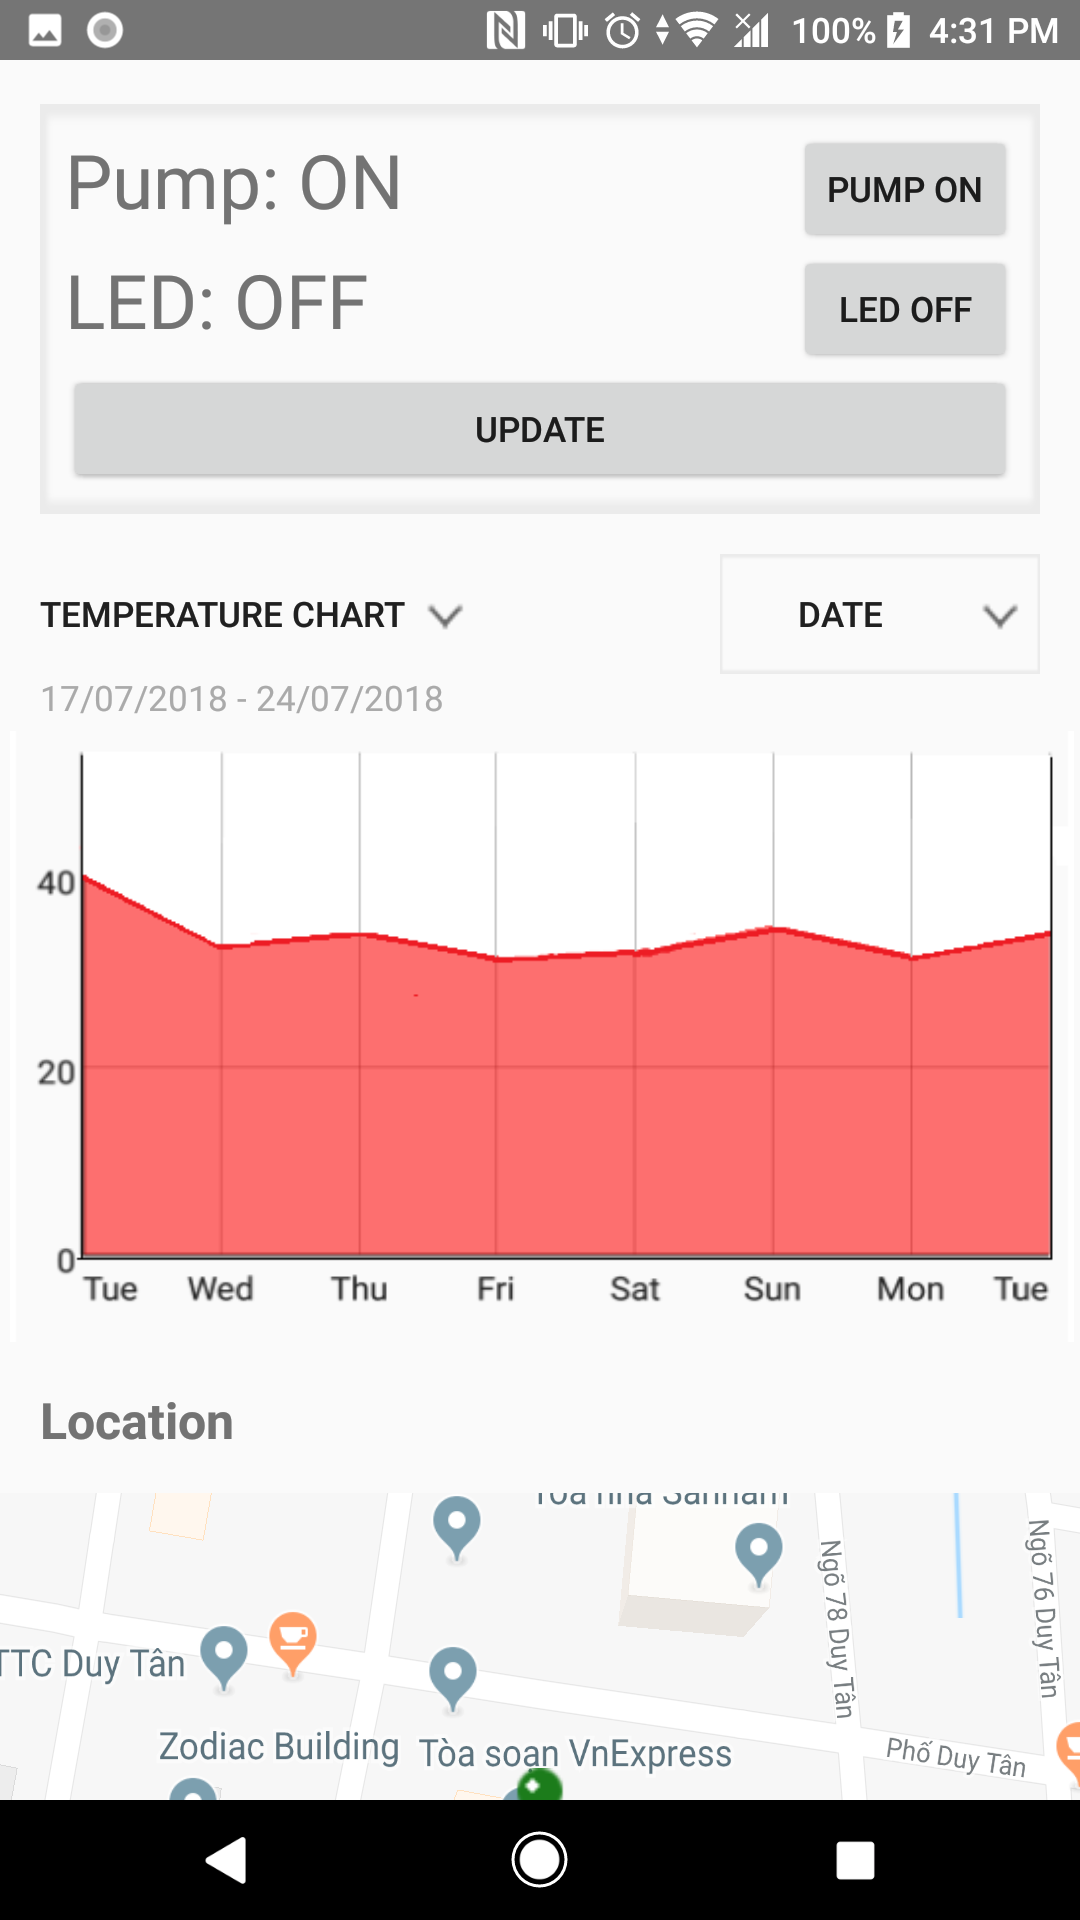 100% 4:31 PM
Pump: ON
PUMP ON
LED: OFF
LED OFF
UPDATE
TEMPERATURE CHART
DATE
17/07/2018 - 24/07/2018
40
20
0
Tue Wed Thu Fri Sat Sun Mon Tue
Location
Ngõ 78 Duy Tân
Ngõ 76 Duy Tân
TTC Duy Tân
Zodiac Building
Tòa soạn VnExpress
Phố Duy Tân